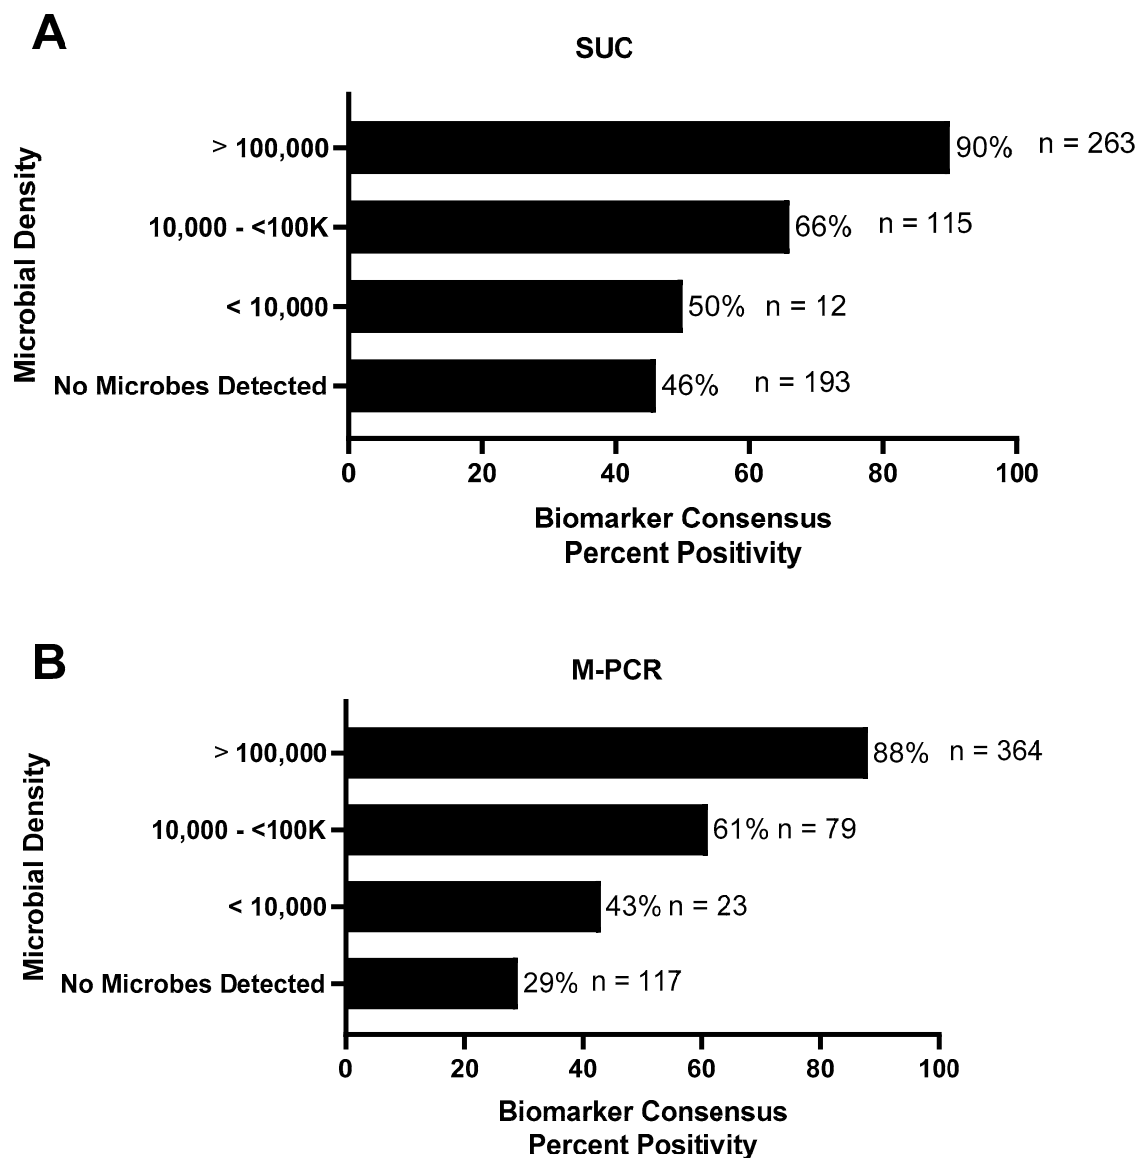 A
SUC
Microbial Density
> 100,000
90% n = 263
10,000 - <100K
66% n = 115
< 10,000
50% n = 12
No Microbes Detected
46% n = 193
0 20 40 60 80 100
Biomarker Consensus
Percent Positivity
B
M-PCR
Microbial Density
> 100,000
88% n = 364
10,000 - <100K
61% n = 79
< 10,000
43% n = 23
No Microbes Detected
29% n = 117
0 20 40 60 80 100
Biomarker Consensus
Percent Positivity